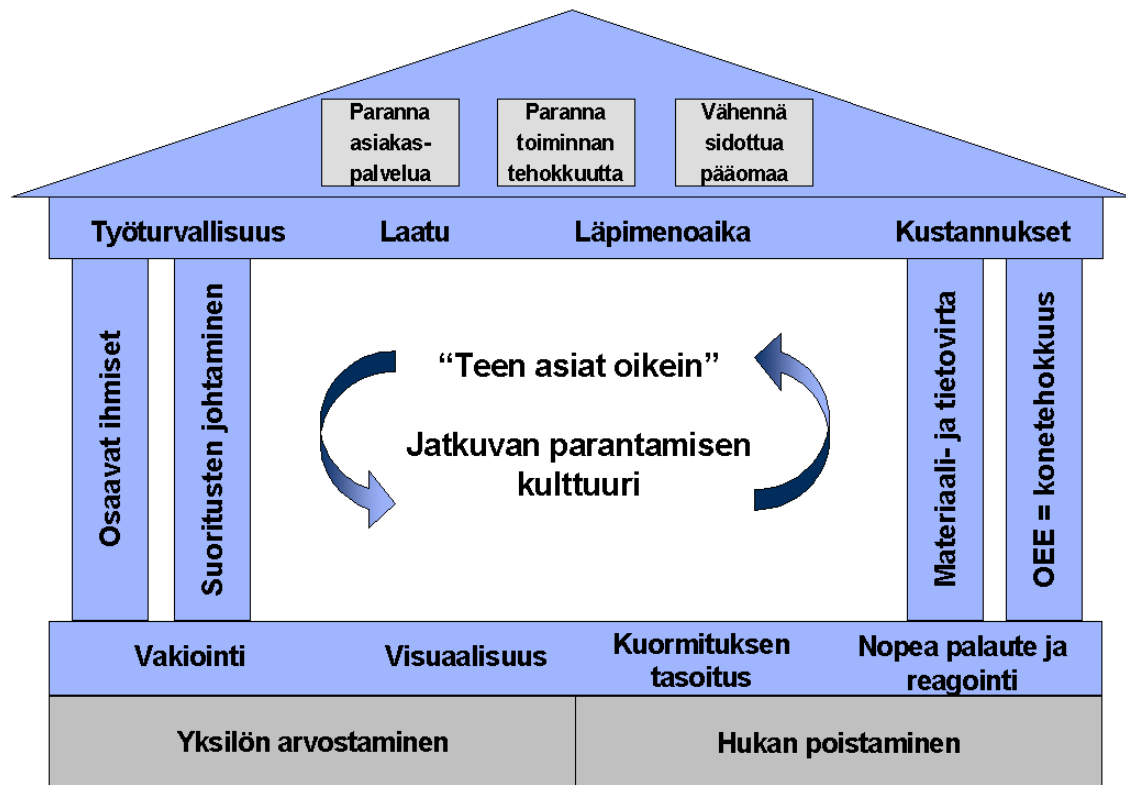 Paranna
asiakas-
palvelua
Paranna
toiminnan
tehokkuutta
Vähennä
sidottua
pääomaa
Työturvallisuus
Laatu
Läpimenoaika
Kustannukset
Osaavat ihmiset
Suoritusten johtaminen
“Teen asiat oikein”
Jatkuvan parantamisen
kulttuuri
Materiaali- ja tietovirta
OEE = konetehokkuus
Vakiointi
Visuaalisuus
Kuormituksen
tasoitus
Nopea palaute ja
reagointi
Yksilön arvostaminen
Hukan poistaminen